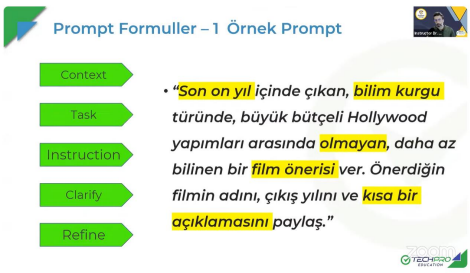 Prompt Formuller – 1 Örnek Prompt
Context
Task
Instruction
Clarify
Refine
• “Son on yıl içinde çıkan, bilim kurgu
türünde, büyük bütçeli Hollywood
yapımları arasında olmayan, daha az
bilinen bir film önerisi ver. Önerdiğin
filmin adını, çıkış yılını ve kısa bir
açıklamasını paylaş.”
zoom
TECHPRO
EDUCATION